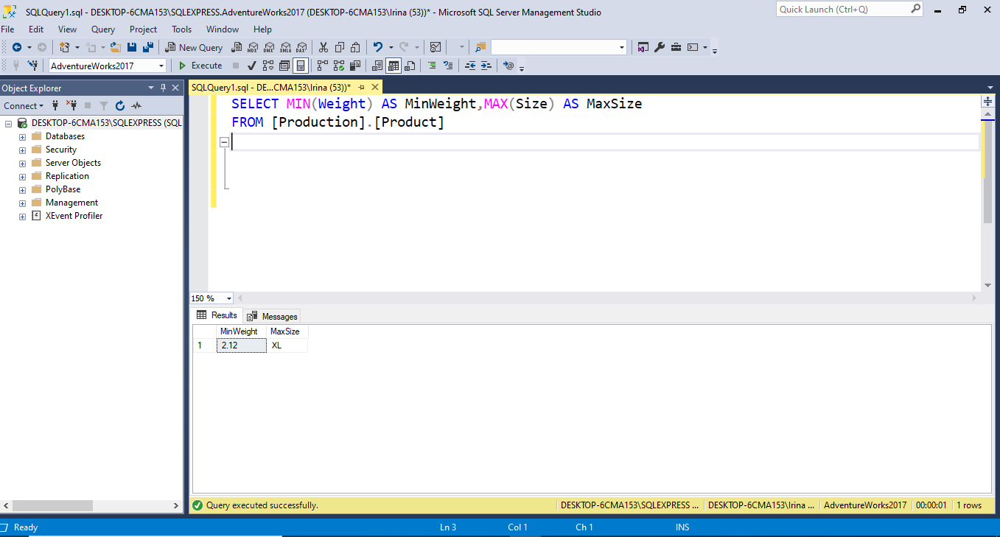 SQLQuery1.sql - DESKTOP-6CMA153\SQLEXPRESS.AdventureWorks2017 (DESKTOP-6CMA153\Irina (53))* - Microsoft SQL Server Management Studio
Quick Launch (Ctrl+Q)
File Edit View Query Project Tools Window Help
New Query MDX DMX XMLA DAX
AdventureWorks2017 Execute
Object Explorer
SQLQuery1.sql - DE...CMA153\Irina (53))*
Connect
DESKTOP-6CMA153\SQLEXPRESS (SQL
Databases
Security
Server Objects
Replication
PolyBase
Management
XEvent Profiler
SELECT MIN(Weight) AS MinWeight,MAX(Size) AS MaxSize
FROM [Production].[Product]
150 %
Results Messages
MinWeight MaxSize
1 2.12 XL
Query executed successfully. DESKTOP-6CMA153\SQLEXPRESS ... DESKTOP-6CMA153\Irina ... AdventureWorks2017 00:00:01 1 rows
Ready Ln 3 Col 1 Ch 1 INS